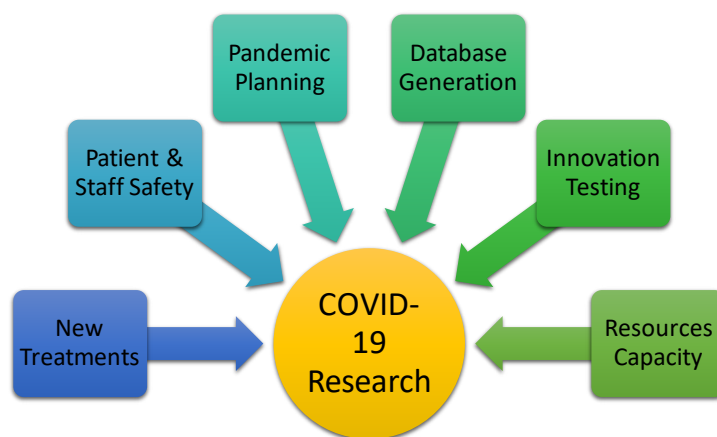 Pandemic
Planning
Database
Generation
Patient &
Staff Safety
Innovation
Testing
New
Treatments
COVID-
19
Research
Resources
Capacity